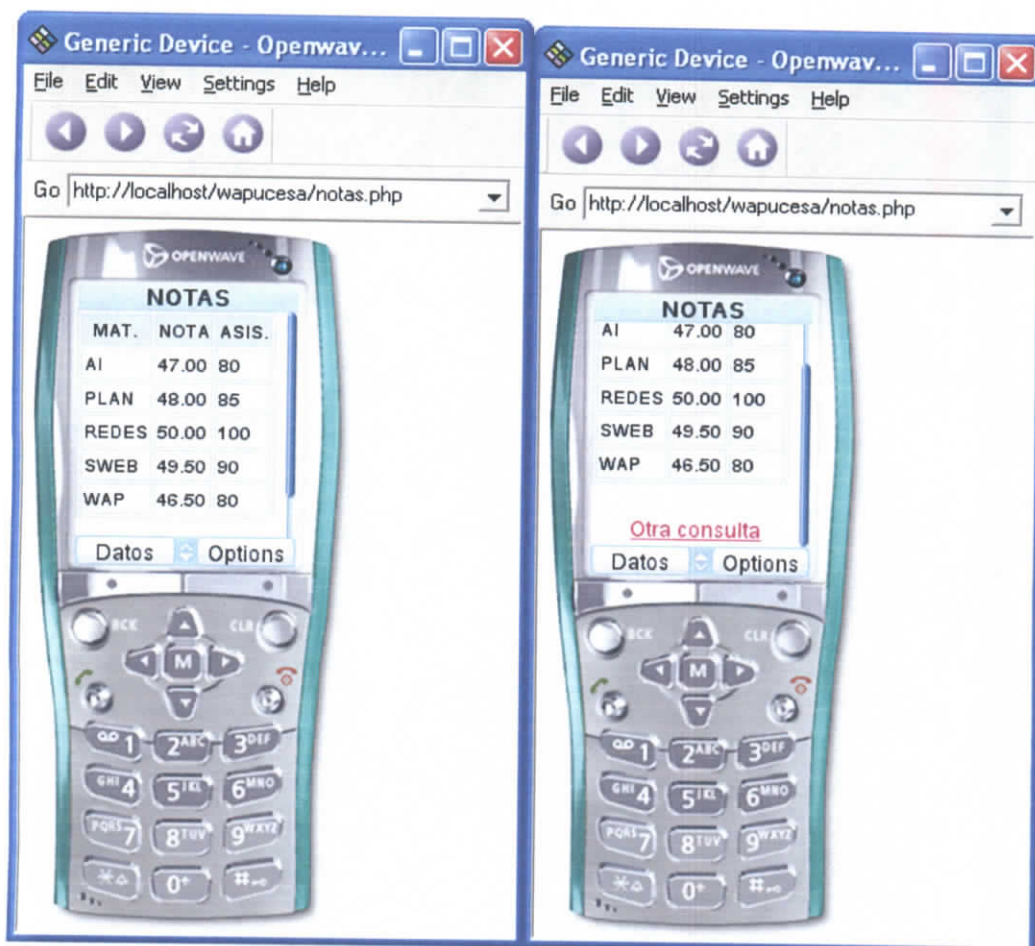 Generic Device - Openwav...
File Edit View Settings Help
Go http://localhost/wapucesa/notas.php
OPENWAVE
NOTAS
MAT. NOTA ASIS.
AI 47.00 80
PLAN 48.00 85
REDES 50.00 100
SWEB 49.50 90
WAP 46.50 80
Datos Options
BCK CLR
M
1 2ABC 3DEF
GHI4 5JKL 6MNO
PQRS7 8TUV 9WXYZ
* 0+ #
Generic Device - Openwav...
File Edit View Settings Help
Go http://localhost/wapucesa/notas.php
OPENWAVE
NOTAS
AI 47.00 80
PLAN 48.00 85
REDES 50.00 100
SWEB 49.50 90
WAP 46.50 80
Otra consulta
Datos Options
BCK CLR
M
1 2ABC 3DEF
GHI4 5JKL 6MNO
PQRS7 8TUV 9WXYZ
* 0+ #